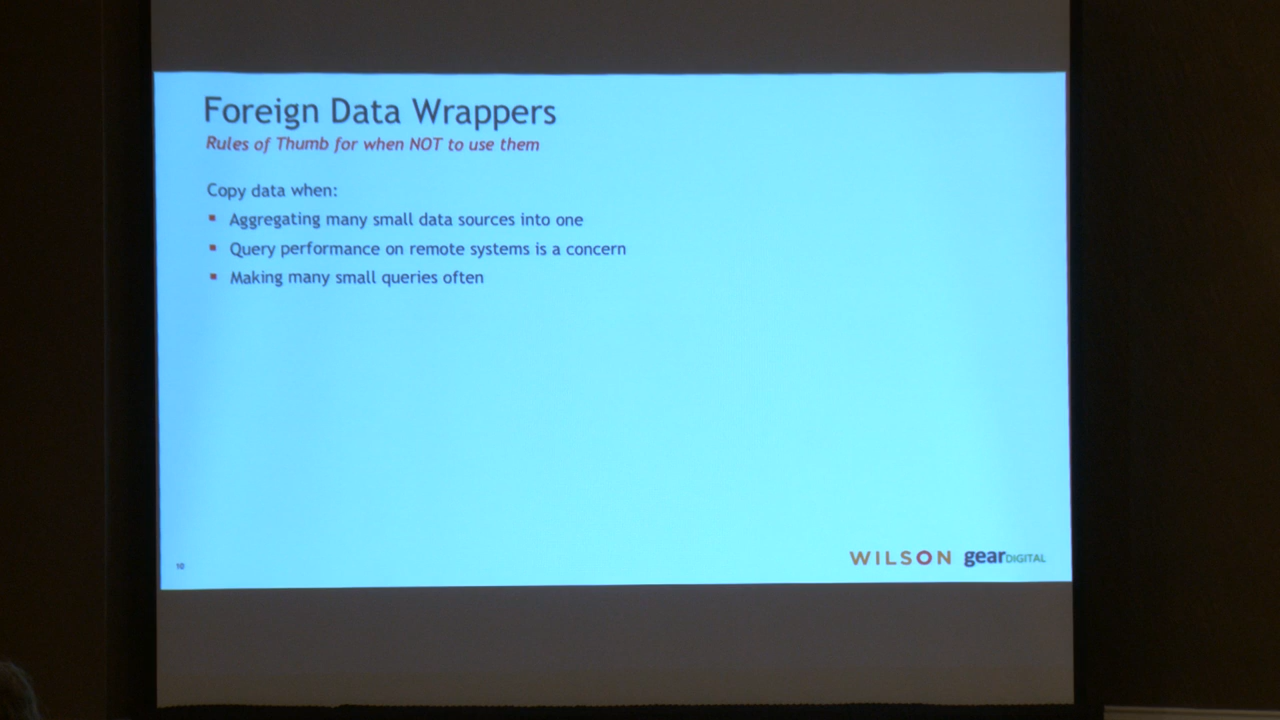 Foreign Data Wrappers
Rules of Thumb for when NOT to use them
Copy data when:
▪ Aggregating many small data sources into one
▪ Query performance on remote systems is a concern
▪ Making many small queries often
10
WILSON gearDIGITAL